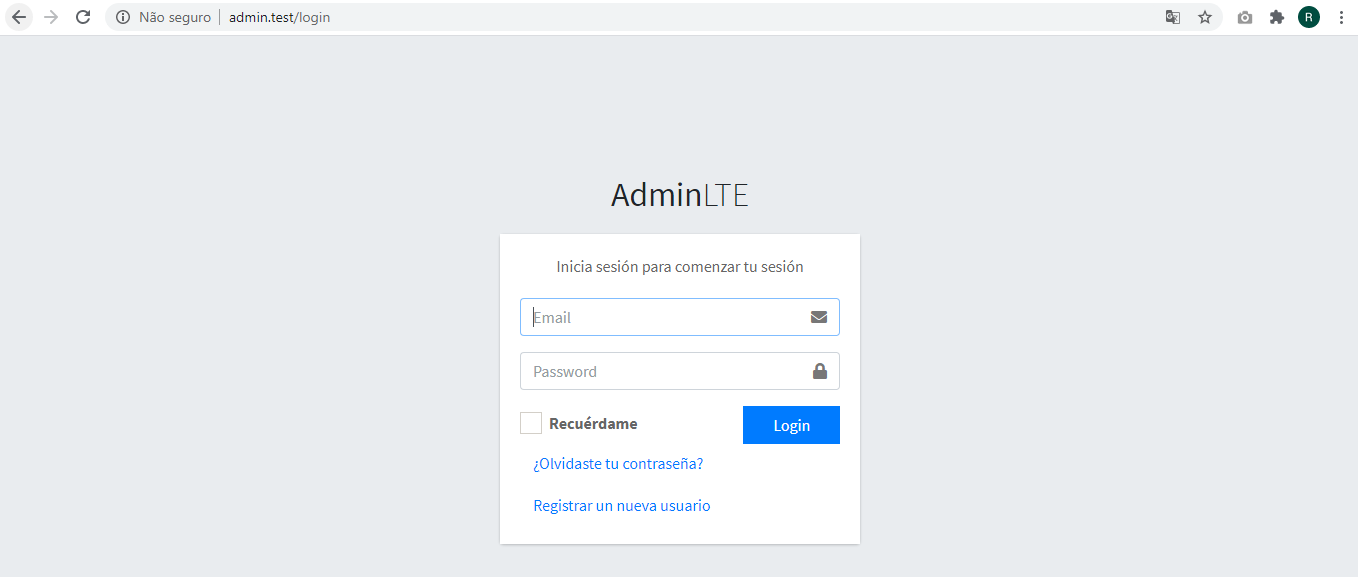 Não seguro admin.test/login
R
AdminLTE
Inicia sesión para comenzar tu sesión
Email
Password
Recuérdame
Login
¿Olvidaste tu contraseña?
Registrar un nueva usuario